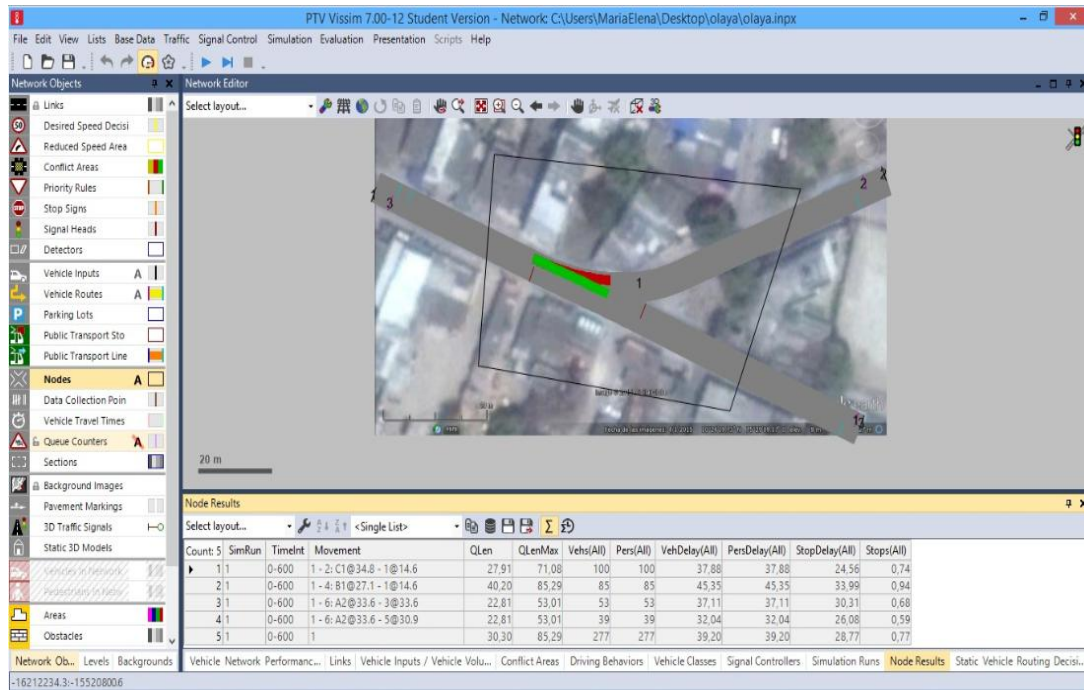 PTV Vissim 7.00-12 Student Version - Network: C:\Users\MariaElena\Desktop\olaya\olaya.inpx
File Edit View Lists Base Data Traffic Signal Control Simulation Evaluation Presentation Scripts Help
Network Objects
Links
Desired Speed Decisi
Reduced Speed Area
Conflict Areas
Priority Rules
Stop Signs
Signal Heads
Detectors
Vehicle Inputs A
Vehicle Routes A
Parking Lots
Public Transport Sto
Public Transport Line
Nodes A
Data Collection Poin
Vehicle Travel Times
Queue Counters A
Sections
Background Images
Pavement Markings
3D Traffic Signals
Static 3D Models
Vehicles In Network
Pedestrians In Netw
Areas
Obstacles
Network Ob... Levels Backgrounds
Network Editor
Select layout...
2
3
1
20 m
Node Results
Select layout... <Single List>
Count: 5 SimRun TimeInt Movement QLen QLenMax Vehs(All) Pers(All) VehDelay(All) PersDelay(All) StopDelay(All) Stops(All)
1 1 0-600 1 - 2: C1@34.8 - 1@14.6 27,91 71,08 100 100 37,88 37,88 24,56 0,74
2 1 0-600 1 - 4: B1@27.1 - 1@14.6 40,20 85,29 85 85 45,35 45,35 33,99 0,94
3 1 0-600 1 - 6: A2@33.6 - 3@33.6 22,81 53,01 53 53 37,11 37,11 30,31 0,68
4 1 0-600 1 - 6: A2@33.6 - 5@30.9 22,81 53,01 39 39 32,04 32,04 26,08 0,59
5 1 0-600 1 30,30 85,29 277 277 39,20 39,20 28,77 0,77
Vehicle Network Performanc... Links Vehicle Inputs / Vehicle Volu... Conflict Areas Driving Behaviors Vehicle Classes Signal Controllers Simulation Runs Node Results Static Vehicle Routing Decisi...
-16212234.3:-155208006